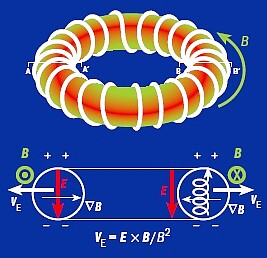 B
A A' B B'
B + + + + B
E E
V_E ∇B ∇B V_E
− − − −
V_E = E × B/B²